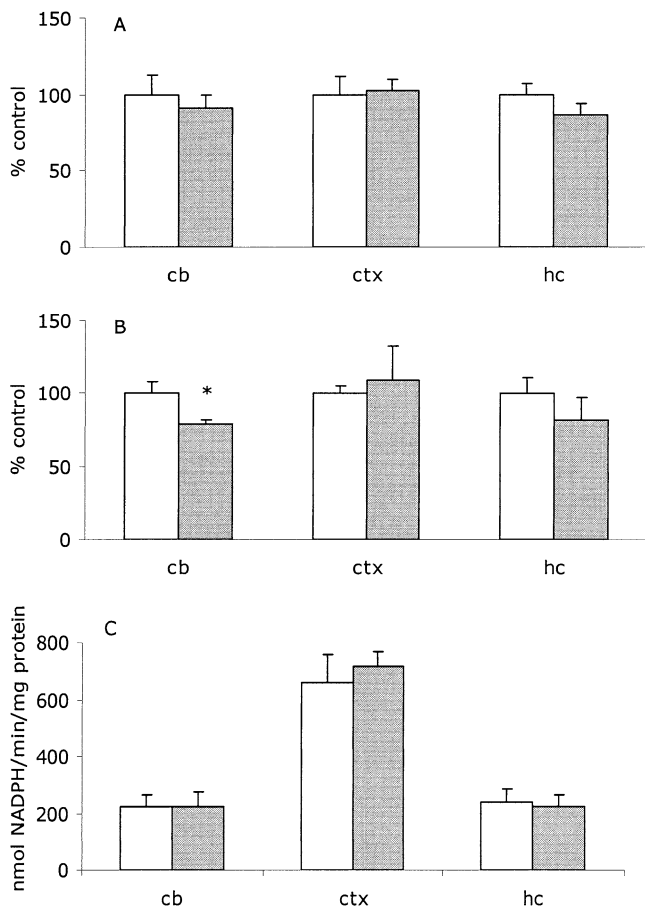 A
% control
150
100
50
0
cb
ctx
hc
B
% control
150
100
50
0
*
cb
ctx
hc
C
nmol NADPH/min/mg protein
800
600
400
200
0
cb
ctx
hc